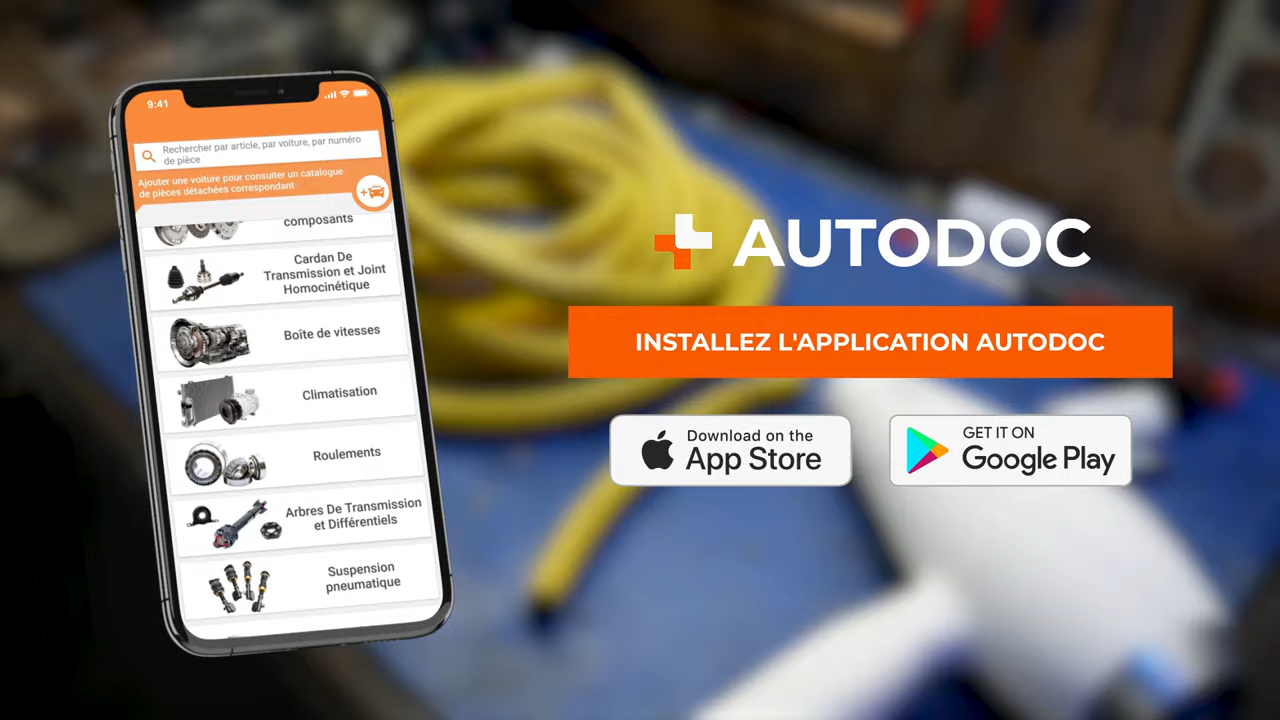 9:41
Rechercher par article, par voiture, par numéro
de pièce
Ajouter une voiture pour consulter un catalogue
de pièces détachées correspondant
composants
Cardan De
Transmission et Joint
Homocinétique
Boîte de vitesses
Climatisation
Roulements
Arbres De Transmission
et Différentiels
Suspension
pneumatique
AUTODOC
INSTALLEZ L'APPLICATION AUTODOC
Download on the
App Store
GET IT ON
Google Play